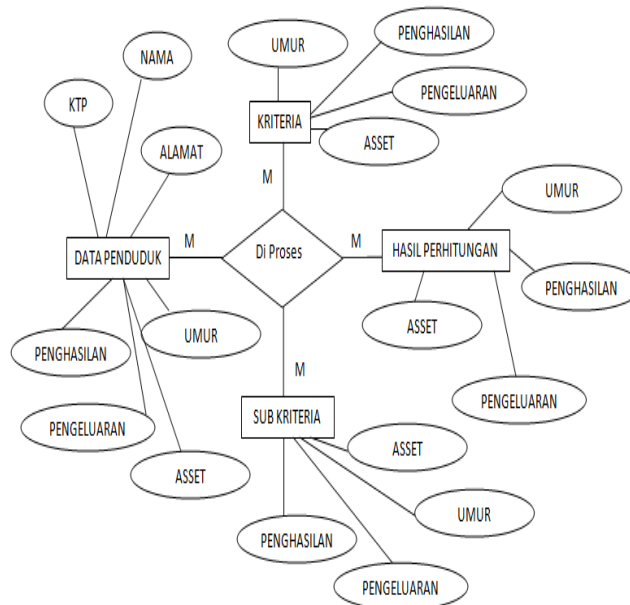 UMUR
PENGHASILAN
NAMA
PENGELUARAN
KTP
KRITERIA
ASSET
ALAMAT
M
UMUR
DATA PENDUDUK
M
Di Proses
M
HASIL PERHITUNGAN
PENGHASILAN
ASSET
UMUR
PENGHASILAN
M
PENGELUARAN
PENGELUARAN
SUB KRITERIA
ASSET
ASSET
UMUR
PENGHASILAN
PENGELUARAN